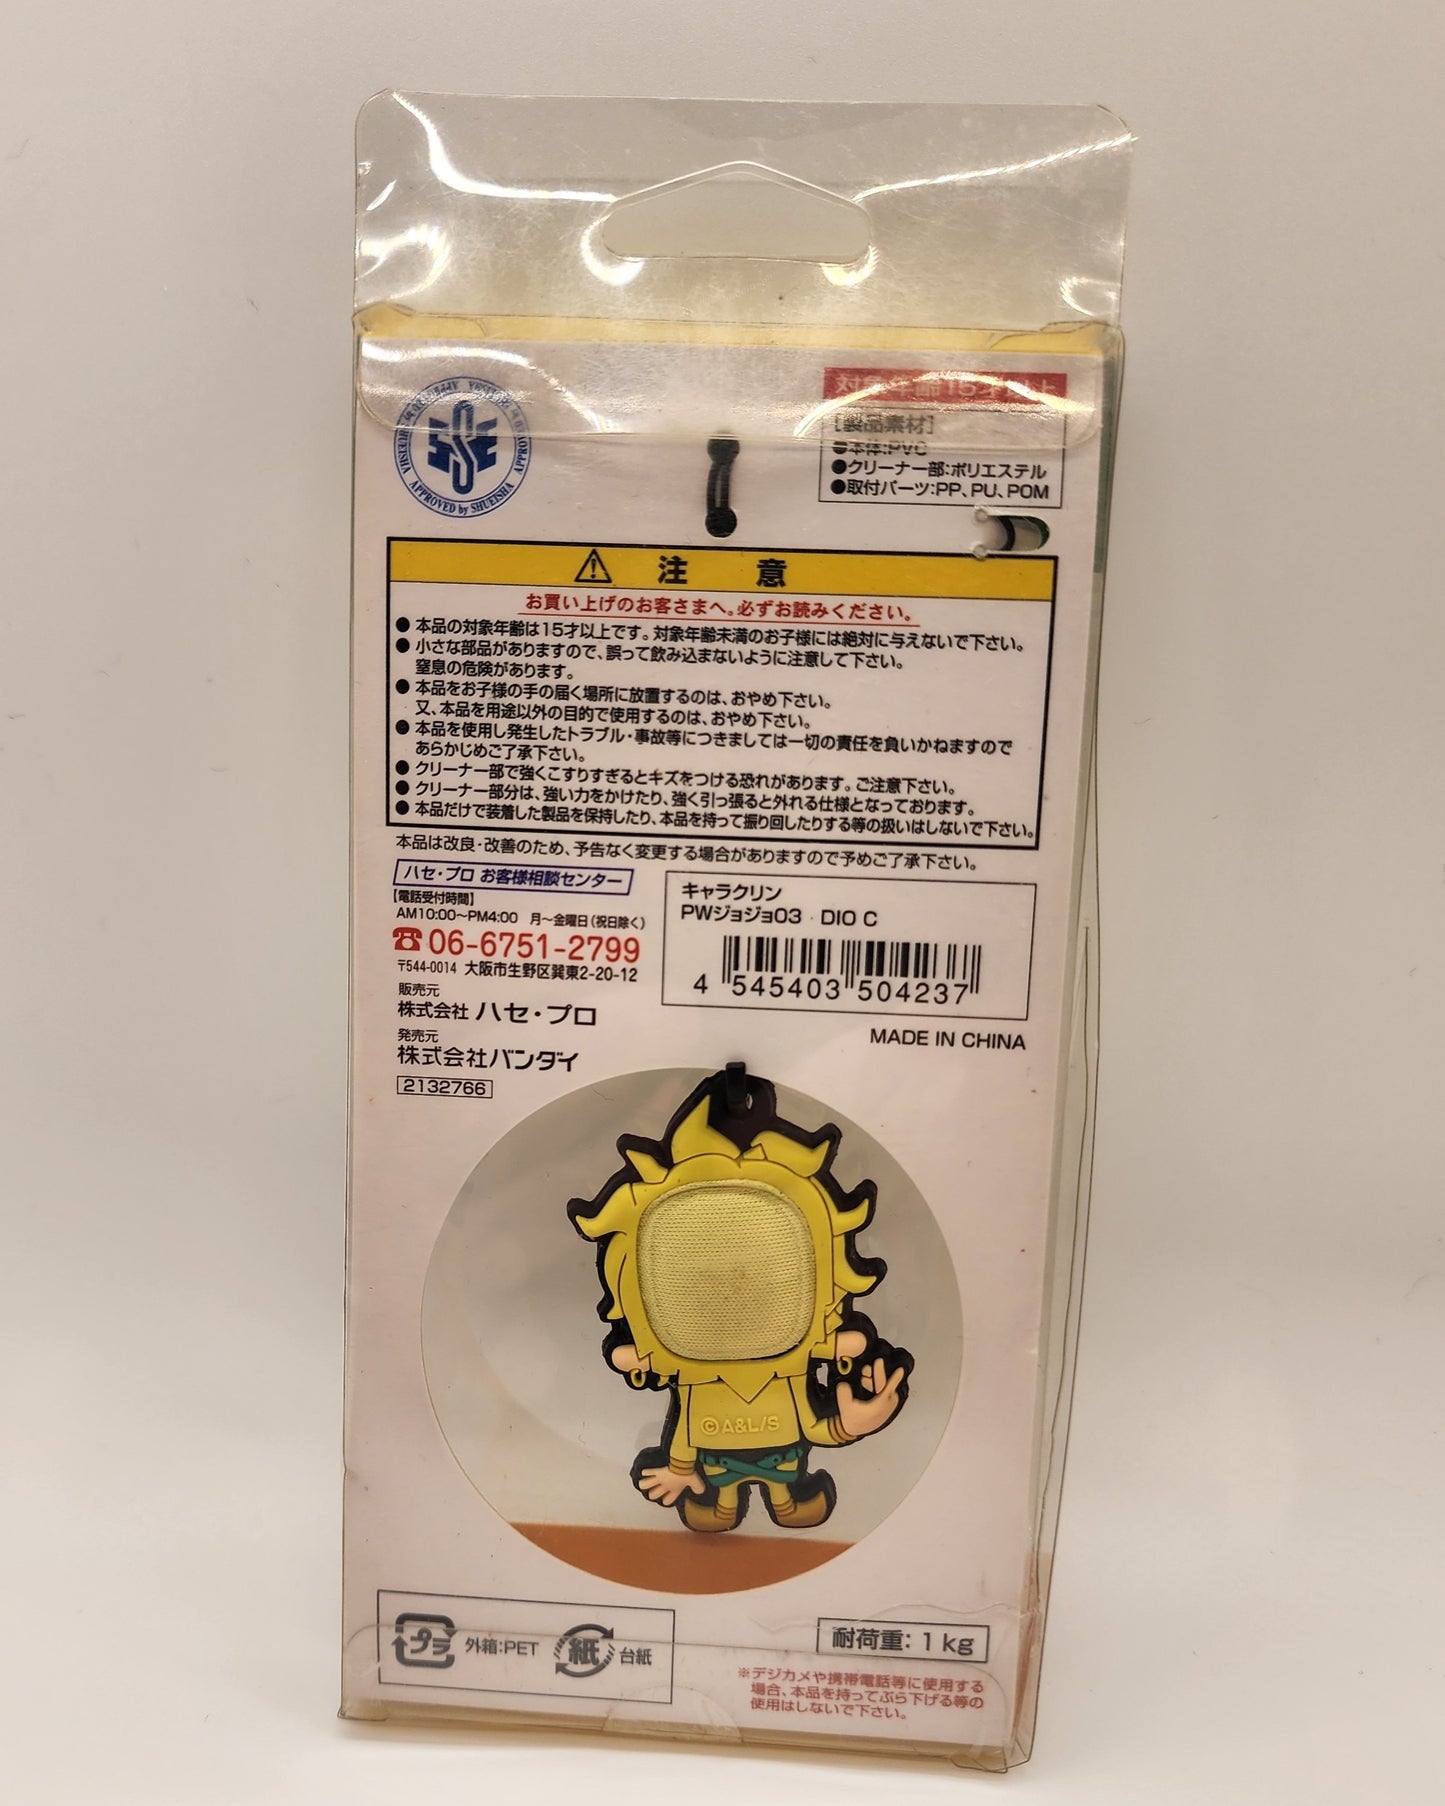 APPROVED by SHUEISHA
対象年齢15才以上
[製品素材]
●本体:PVC
●クリーナー部:ポリエステル
●取付パーツ:PP、PU、POM
注 意
お買い上げのお客さまへ。必ずお読みください。
●本品の対象年齢は15才以上です。対象年齢未満のお子様には絶対に与えないで下さい。
●小さな部品がありますので、誤って飲み込まないように注意して下さい。
窒息の危険があります。
●本品をお子様の手の届く場所に放置するのは、おやめ下さい。
又、本品を用途以外の目的で使用するのは、おやめ下さい。
●本品を使用し発生したトラブル・事故等につきましては一切の責任を負いかねますので
あらかじめご了承下さい。
●クリーナー部で強くこすりすぎるとキズをつける恐れがあります。ご注意下さい。
●クリーナー部分は、強い力をかけたり、強く引っ張ると外れる仕様となっております。
●本品だけで装着した製品を保持したり、本品を持って振り回したりする等の扱いはしないで下さい。
本品は改良・改善のため、予告なく変更する場合がありますので予めご了承下さい。
ハセ・プロ お客様相談センター
【電話受付時間】
AM10:00〜PM4:00 月〜金曜日(祝日除く)
☎06-6751-2799
〒544-0014 大阪市生野区巽東2-20-12
販売元
株式会社 ハセ・プロ
発売元
株式会社バンダイ
2132766
キャラクリン
PWジョジョ03 DIO C
4 545403 504237
MADE IN CHINA
©A&L/S
プラ 外箱:PET 紙 台紙
耐荷重:1kg
※デジカメや携帯電話等に使用する
場合、本品を持ってぶら下げる等の
使用はしないで下さい。